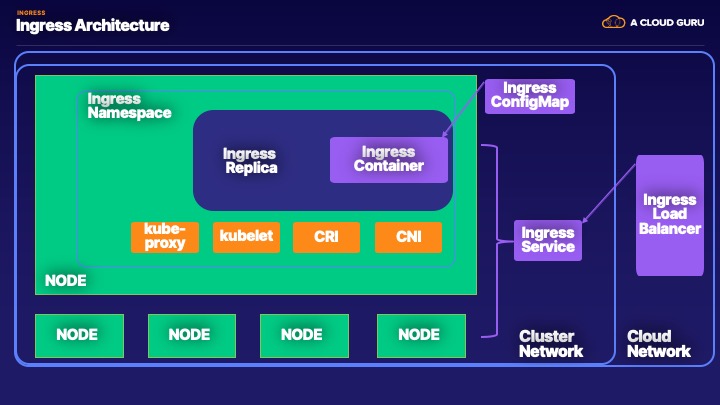 INGRESS
Ingress Architecture
A CLOUD GURU
Ingress
Namespace
Ingress
ConfigMap
Ingress
Replica
Ingress
Container
kube-
proxy
kubelet
CRI
CNI
Ingress
Service
Ingress
Load
Balancer
NODE
NODE
NODE
NODE
NODE
Cluster
Network
Cloud
Network